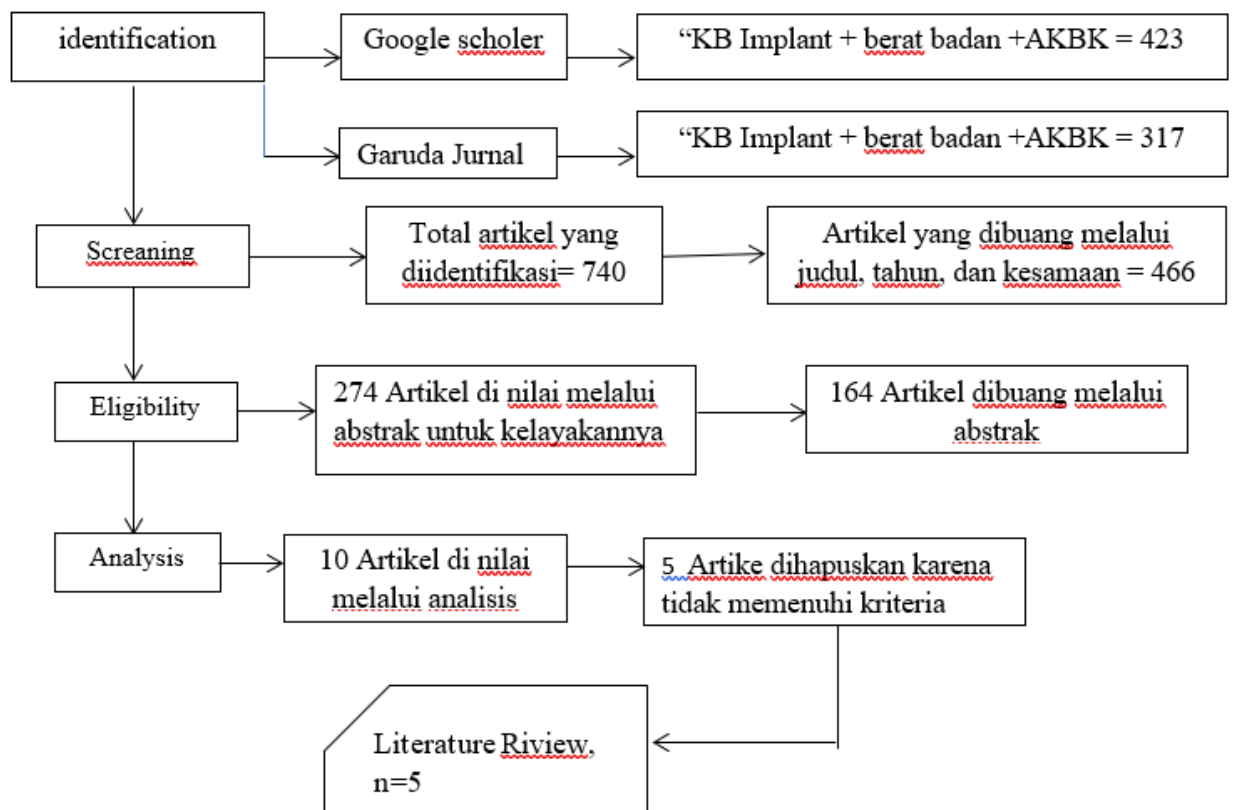 identification
Google scholer
“KB Implant + berat badan +AKBK = 423
Garuda Jurnal
“KB Implant + berat badan +AKBK = 317
Screaning
Total artikel yang
diidentifikasi= 740
Artikel yang dibuang melalui
judul, tahun, dan kesamaan = 466
Eligibility
274 Artikel di nilai melalui
abstrak untuk kelayakannya
164 Artikel dibuang melalui
abstrak
Analysis
10 Artikel di nilai
melalui analisis
5 Artike dihapuskan karena
tidak memenuhi kriteria
Literature Riview,
n=5